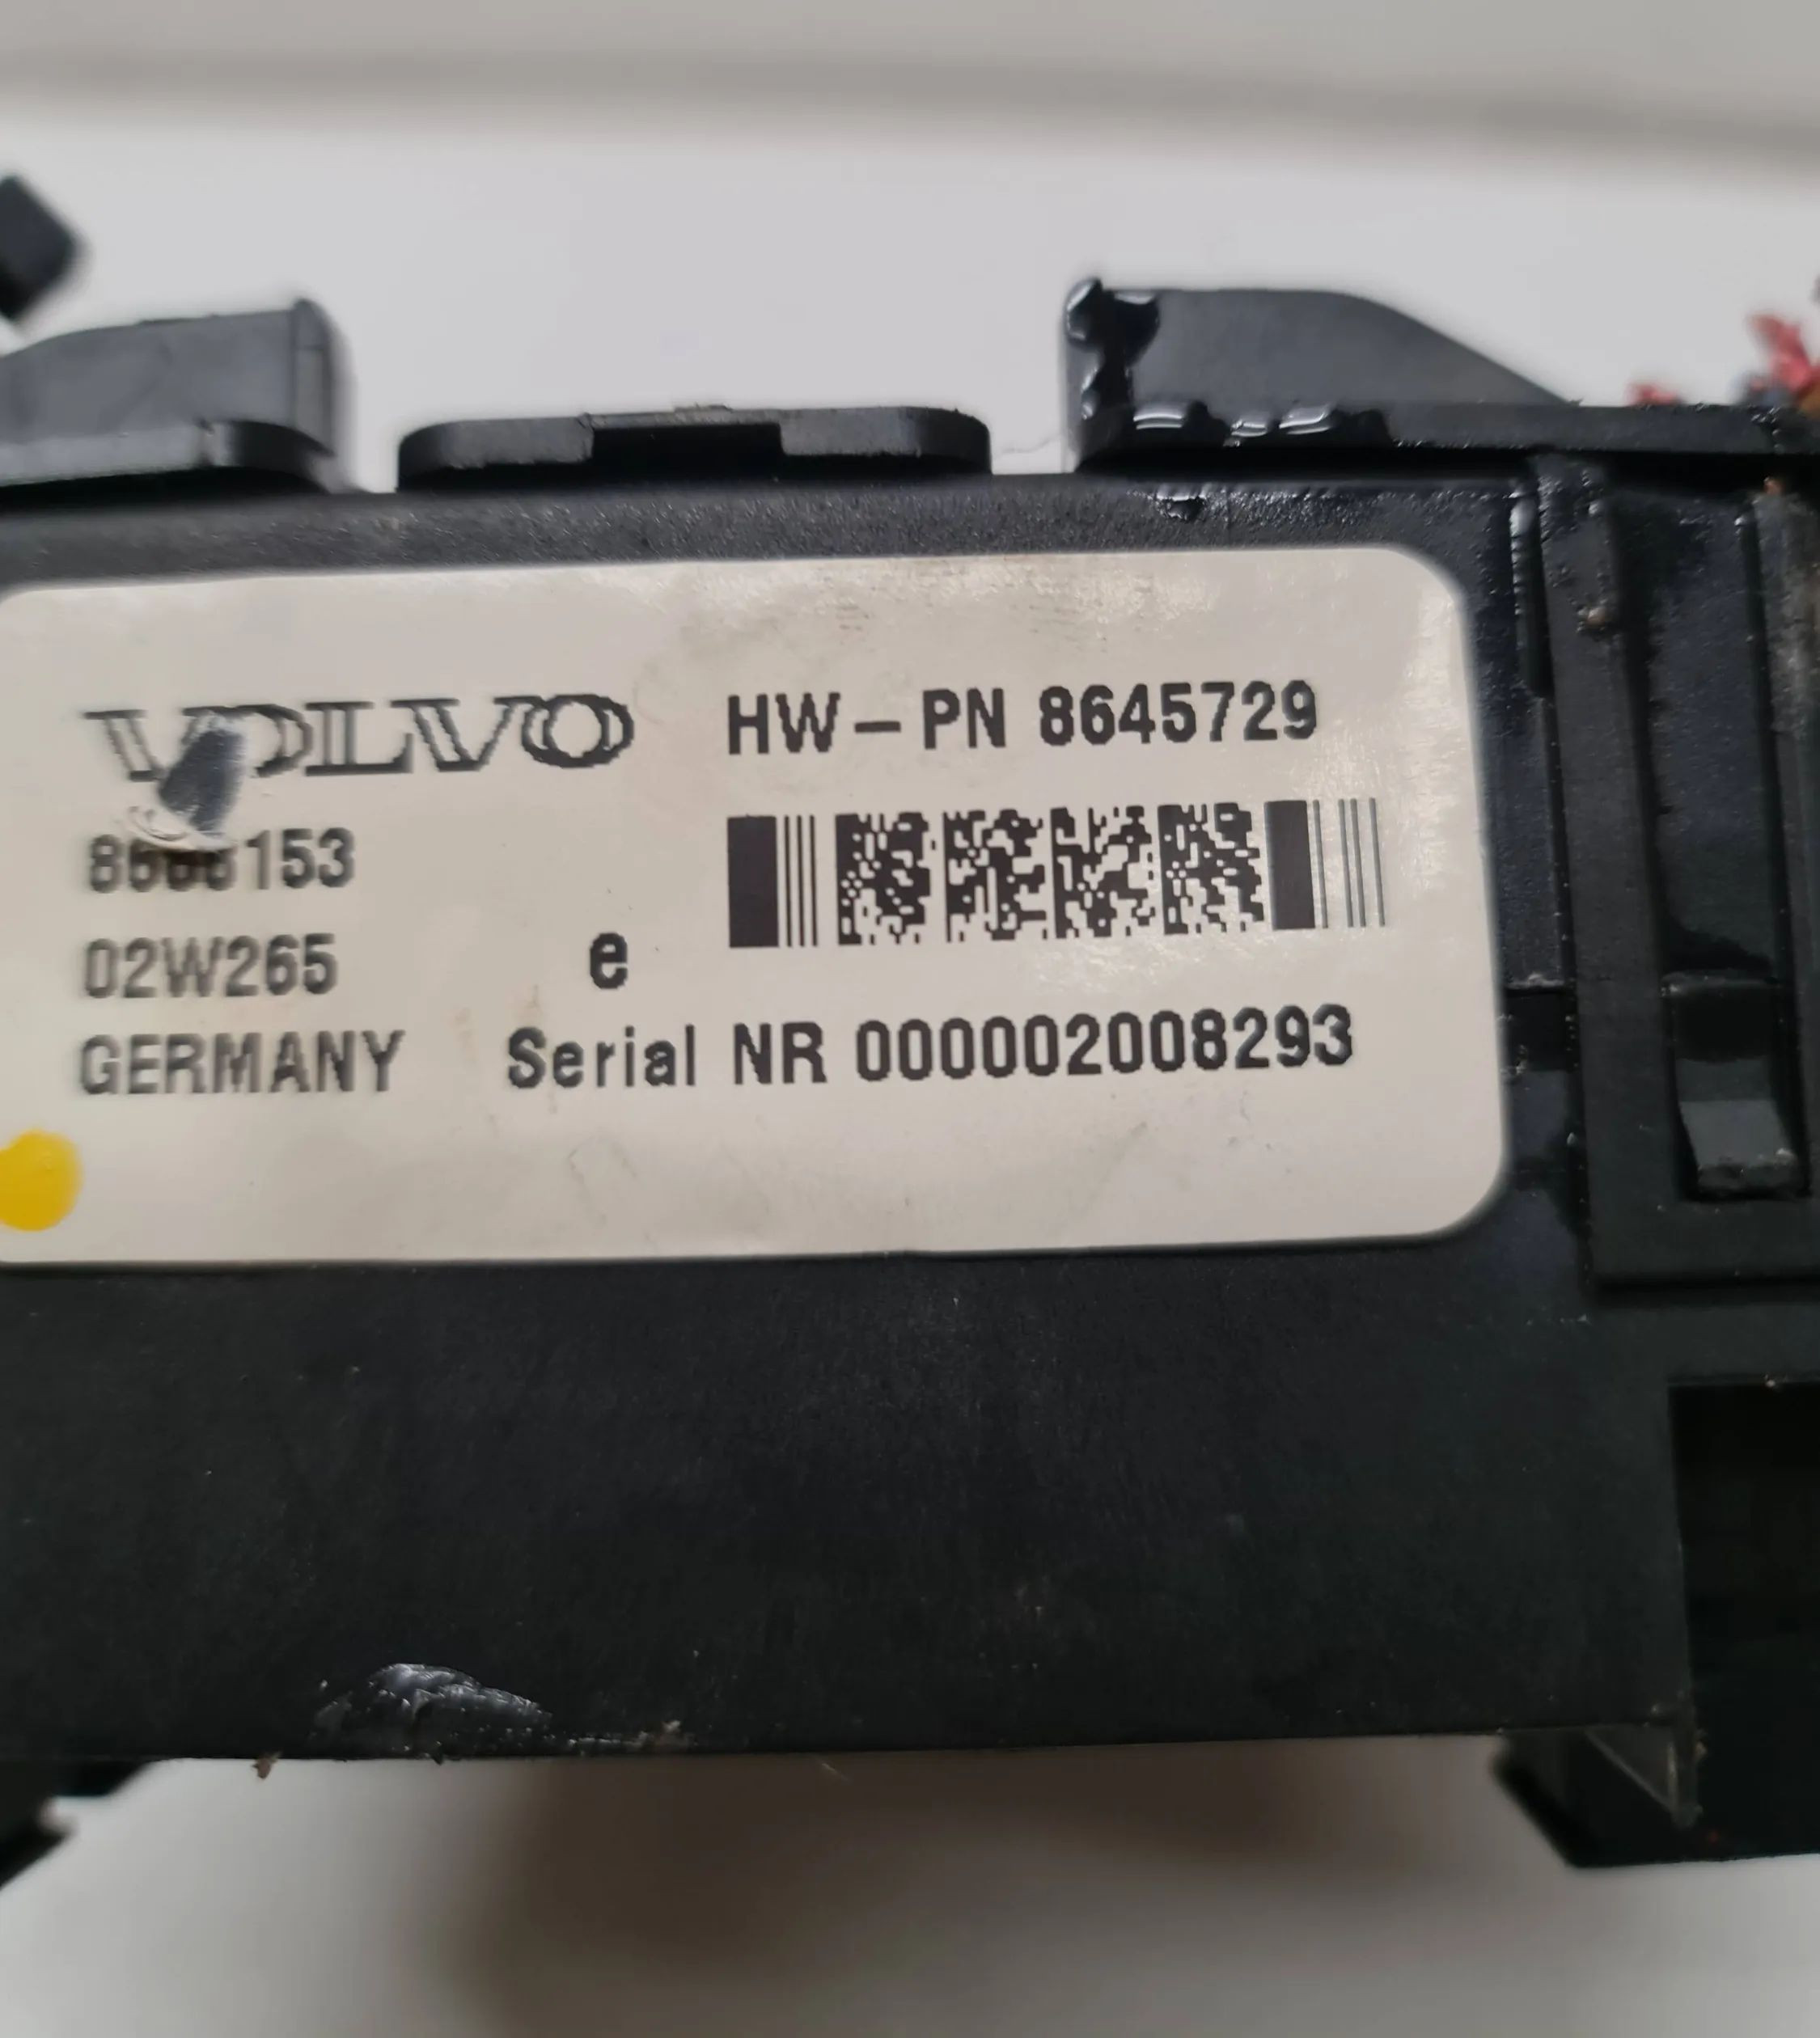 VOLVO
HW-PN 8645729
02W265
e
GERMANY
Serial NR 000002008293